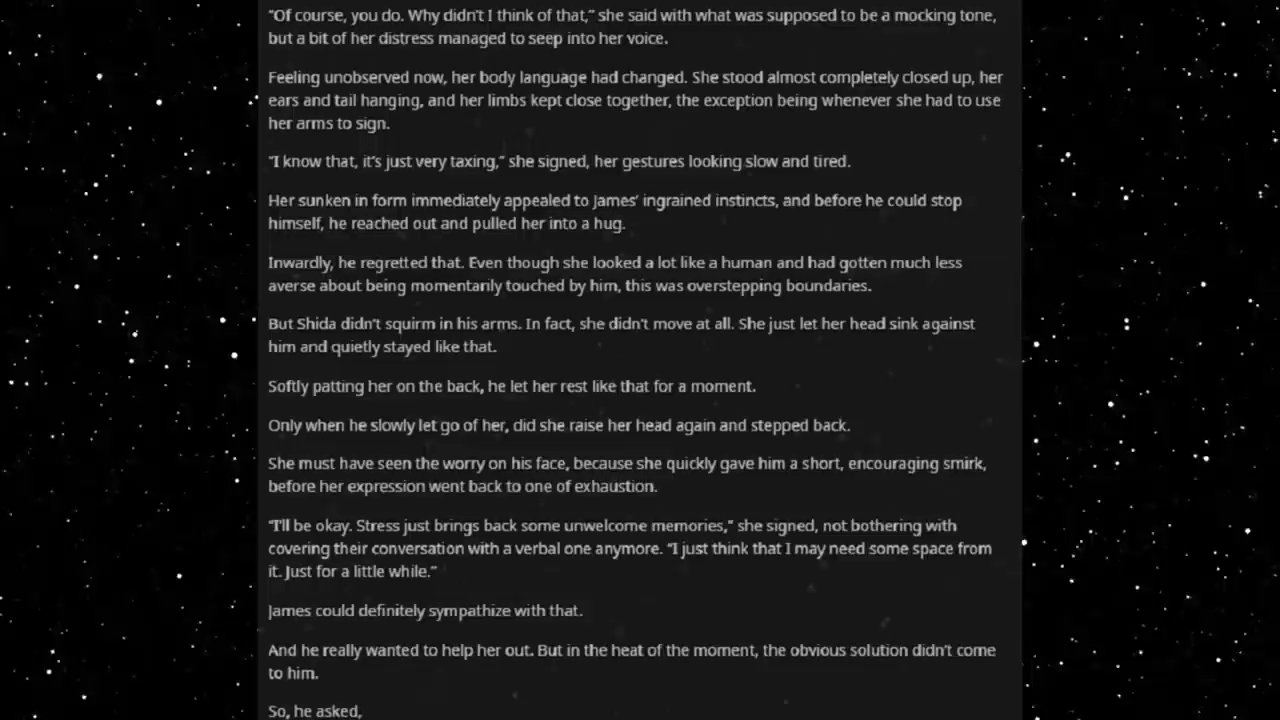 “Of course, you do. Why didn’t I think of that,” she said with what was supposed to be a mocking tone,
but a bit of her distress managed to seep into her voice.
Feeling unobserved now, her body language had changed. She stood almost completely closed up, her
ears and tail hanging, and her limbs kept close together, the exception being whenever she had to use
her arms to sign.
“I know that, it’s just very taxing,” she signed, her gestures looking slow and tired.
Her sunken in form immediately appealed to James’ ingrained instincts, and before he could stop
himself, he reached out and pulled her into a hug.
Inwardly, he regretted that. Even though she looked a lot like a human and had gotten much less
averse about being momentarily touched by him, this was overstepping boundaries.
But Shida didn’t squirm in his arms. In fact, she didn’t move at all. She just let her head sink against
him and quietly stayed like that.
Softly patting her on the back, he let her rest like that for a moment.
Only when he slowly let go of her, did she raise her head again and stepped back.
She must have seen the worry on his face, because she quickly gave him a short, encouraging smirk,
before her expression went back to one of exhaustion.
“I’ll be okay. Stress just brings back some unwelcome memories,” she signed, not bothering with
covering their conversation with a verbal one anymore. “I just think that I may need some space from
it. Just for a little while.”
James could definitely sympathize with that.
And he really wanted to help her out. But in the heat of the moment, the obvious solution didn’t come
to him.
So, he asked,